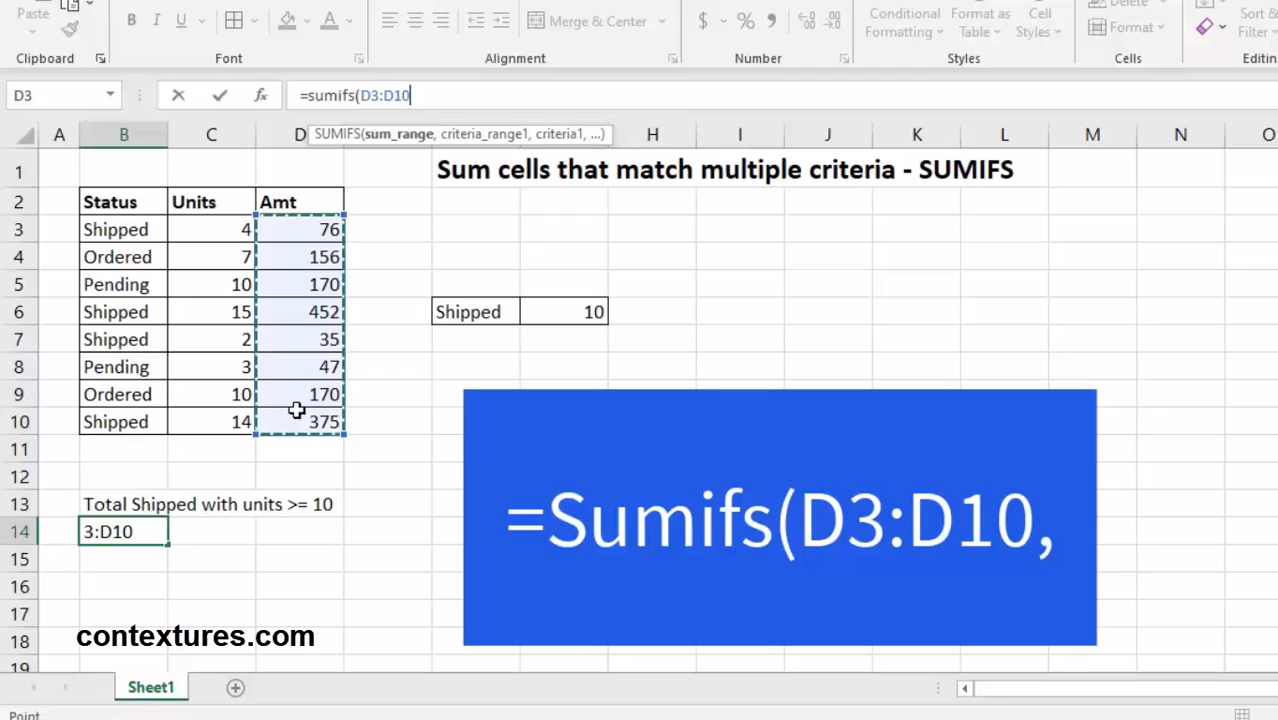 Paste
B I U
Merge & Center
$ % 9
Conditional Formatting
Format as Table
Cell Styles
Delete
Format
Sort &
Filter
Clipboard
Font
Alignment
Number
Styles
Cells
Editin
D3
fx
=sumifs(D3:D10
SUMIFS(sum_range, criteria_range1, criteria1, ...)
A B C D H I J K L M N O
1 Sum cells that match multiple criteria - SUMIFS
2 Status Units Amt
3 Shipped 4 76
4 Ordered 7 156
5 Pending 10 170
6 Shipped 15 452 Shipped 10
7 Shipped 2 35
8 Pending 3 47
9 Ordered 10 170
10 Shipped 14 375
11
12
13 Total Shipped with units >= 10
14 3:D10
15
16
17
18
19
=Sumifs(D3:D10,
contextures.com
Sheet1
Point